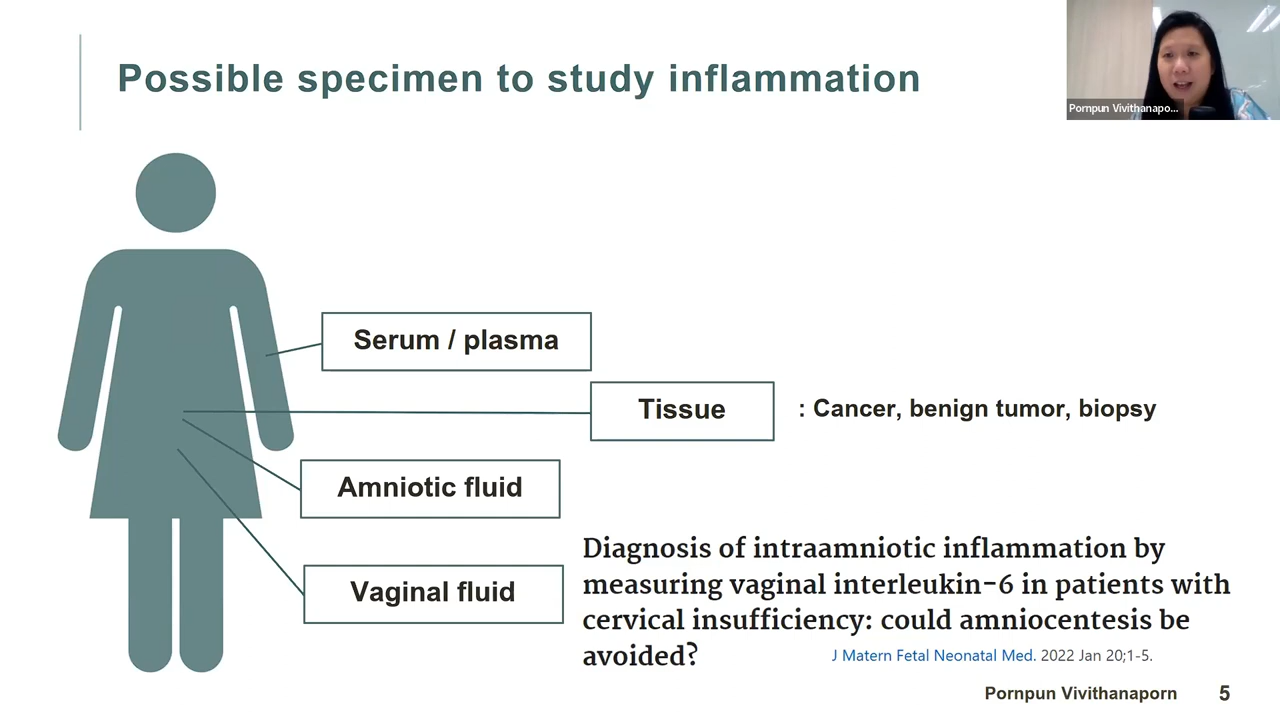 Possible specimen to study inflammation
Pornpun Vivithanapo...
Serum / plasma
Tissue
: Cancer, benign tumor, biopsy
Amniotic fluid
Vaginal fluid
Diagnosis of intraamniotic inflammation by
measuring vaginal interleukin-6 in patients with
cervical insufficiency: could amniocentesis be
avoided?
J Matern Fetal Neonatal Med. 2022 Jan 20;1-5.
Pornpun Vivithanaporn
5